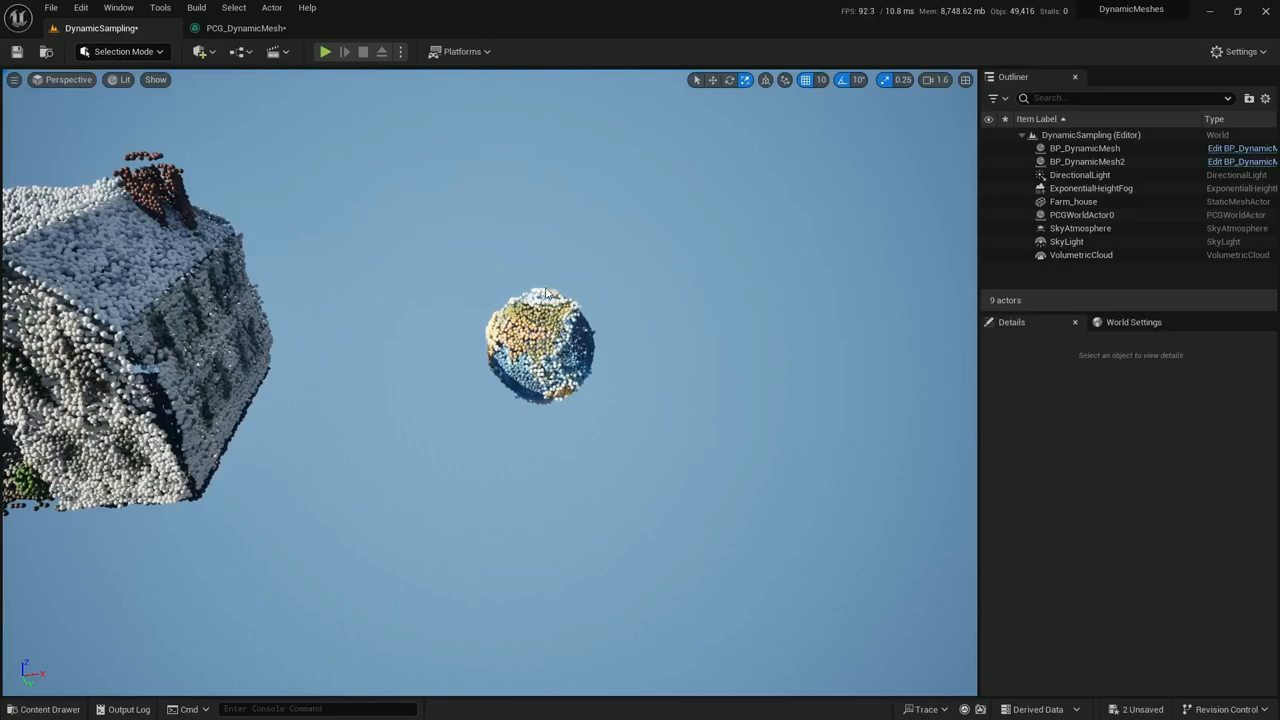 File Edit Window Tools Build Select Actor Help
FPS: 92.3 / 10.8 ms Mem: 8,748.62 mb Objs: 49,416 Stalls: 0
DynamicMeshes
DynamicSampling*
PCG_DynamicMesh*
Selection Mode
Platforms
Settings
Perspective Lit Show
10 10° 0.25 1.6
Outliner
Search...
Item Label Type
DynamicSampling (Editor) World
BP_DynamicMesh Edit BP_DynamicM
BP_DynamicMesh2 Edit BP_DynamicM
DirectionalLight DirectionalLight
ExponentialHeightFog ExponentialHeight
Farm_house StaticMeshActor
PCGWorldActor0 PCGWorldActor
SkyAtmosphere SkyAtmosphere
SkyLight SkyLight
VolumetricCloud VolumetricCloud
9 actors
Details World Settings
Select an object to view details
Z
X
Y
Content Drawer Output Log Cmd Enter Console Command Trace Derived Data 2 Unsaved Revision Control